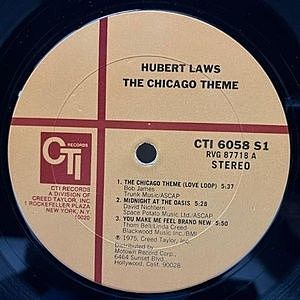 HUBERT LAWS
THE CHICAGO THEME
CTI 6058 S1
RVG 87718 A
STEREO
RECORDS
CTI
CTI RECORDS
A DIVISION OF
CREED TAYLOR, INC.
1 ROCKEFELLER PLAZA
NEW YORK, N.Y.
10020
1. THE CHICAGO THEME (LOVE LOOP) 5:37
Bob James
Trunk Music/ASCAP
2. MIDNIGHT AT THE OASIS 5:28
David Nichtern
Space Potato Music Ltd./ASCAP
3. YOU MAKE ME FEEL BRAND NEW 5:50
Thom Bell/Linda Creed
Blackwood Music/Inc./BMI
℗ 1975, Creed Taylor, Inc.
Distributed by
Motown Record Corp.
6464 Sunset Blvd.
Hollywood, Calif. 90028